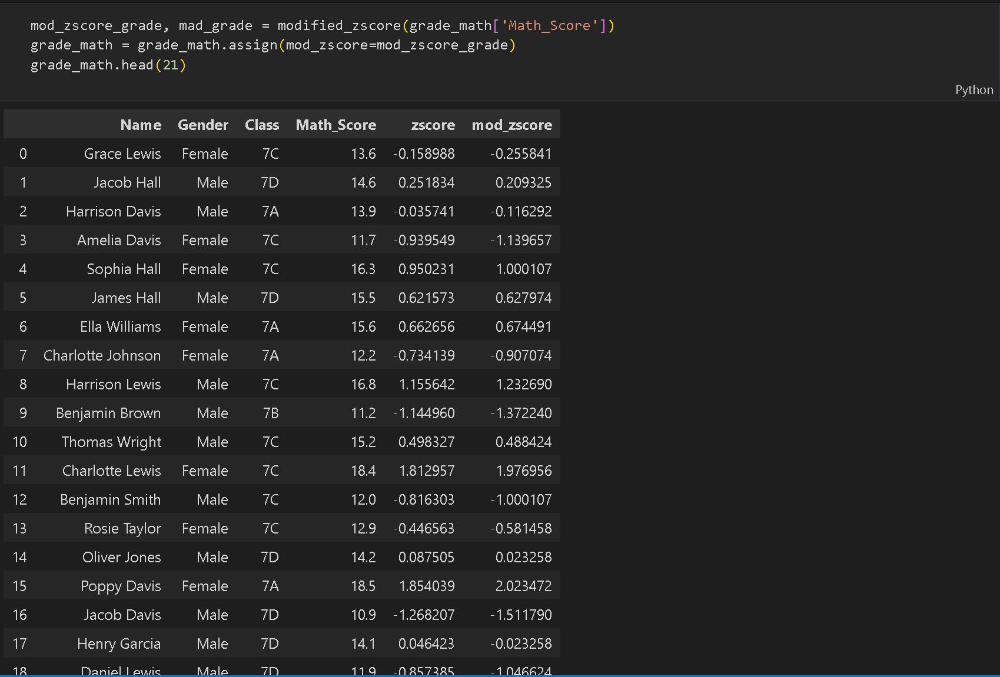 mod_zscore_grade, mad_grade = modified_zscore(grade_math['Math_Score'])
grade_math = grade_math.assign(mod_zscore=mod_zscore_grade)
grade_math.head(21)
Python
Name Gender Class Math_Score zscore mod_zscore
0 Grace Lewis Female 7C 13.6 -0.158988 -0.255841
1 Jacob Hall Male 7D 14.6 0.251834 0.209325
2 Harrison Davis Male 7A 13.9 -0.035741 -0.116292
3 Amelia Davis Female 7C 11.7 -0.939549 -1.139657
4 Sophia Hall Female 7C 16.3 0.950231 1.000107
5 James Hall Male 7D 15.5 0.621573 0.627974
6 Ella Williams Female 7A 15.6 0.662656 0.674491
7 Charlotte Johnson Female 7A 12.2 -0.734139 -0.907074
8 Harrison Lewis Male 7C 16.8 1.155642 1.232690
9 Benjamin Brown Male 7B 11.2 -1.144960 -1.372240
10 Thomas Wright Male 7C 15.2 0.498327 0.488424
11 Charlotte Lewis Female 7C 18.4 1.812957 1.976956
12 Benjamin Smith Male 7C 12.0 -0.816303 -1.000107
13 Rosie Taylor Female 7C 12.9 -0.446563 -0.581458
14 Oliver Jones Male 7D 14.2 0.087505 0.023258
15 Poppy Davis Female 7A 18.5 1.854039 2.023472
16 Jacob Davis Male 7D 10.9 -1.268207 -1.511790
17 Henry Garcia Male 7D 14.1 0.046423 -0.023258
18 Daniel Lewis Male 7D 11.9 -0.857385 -1.046624